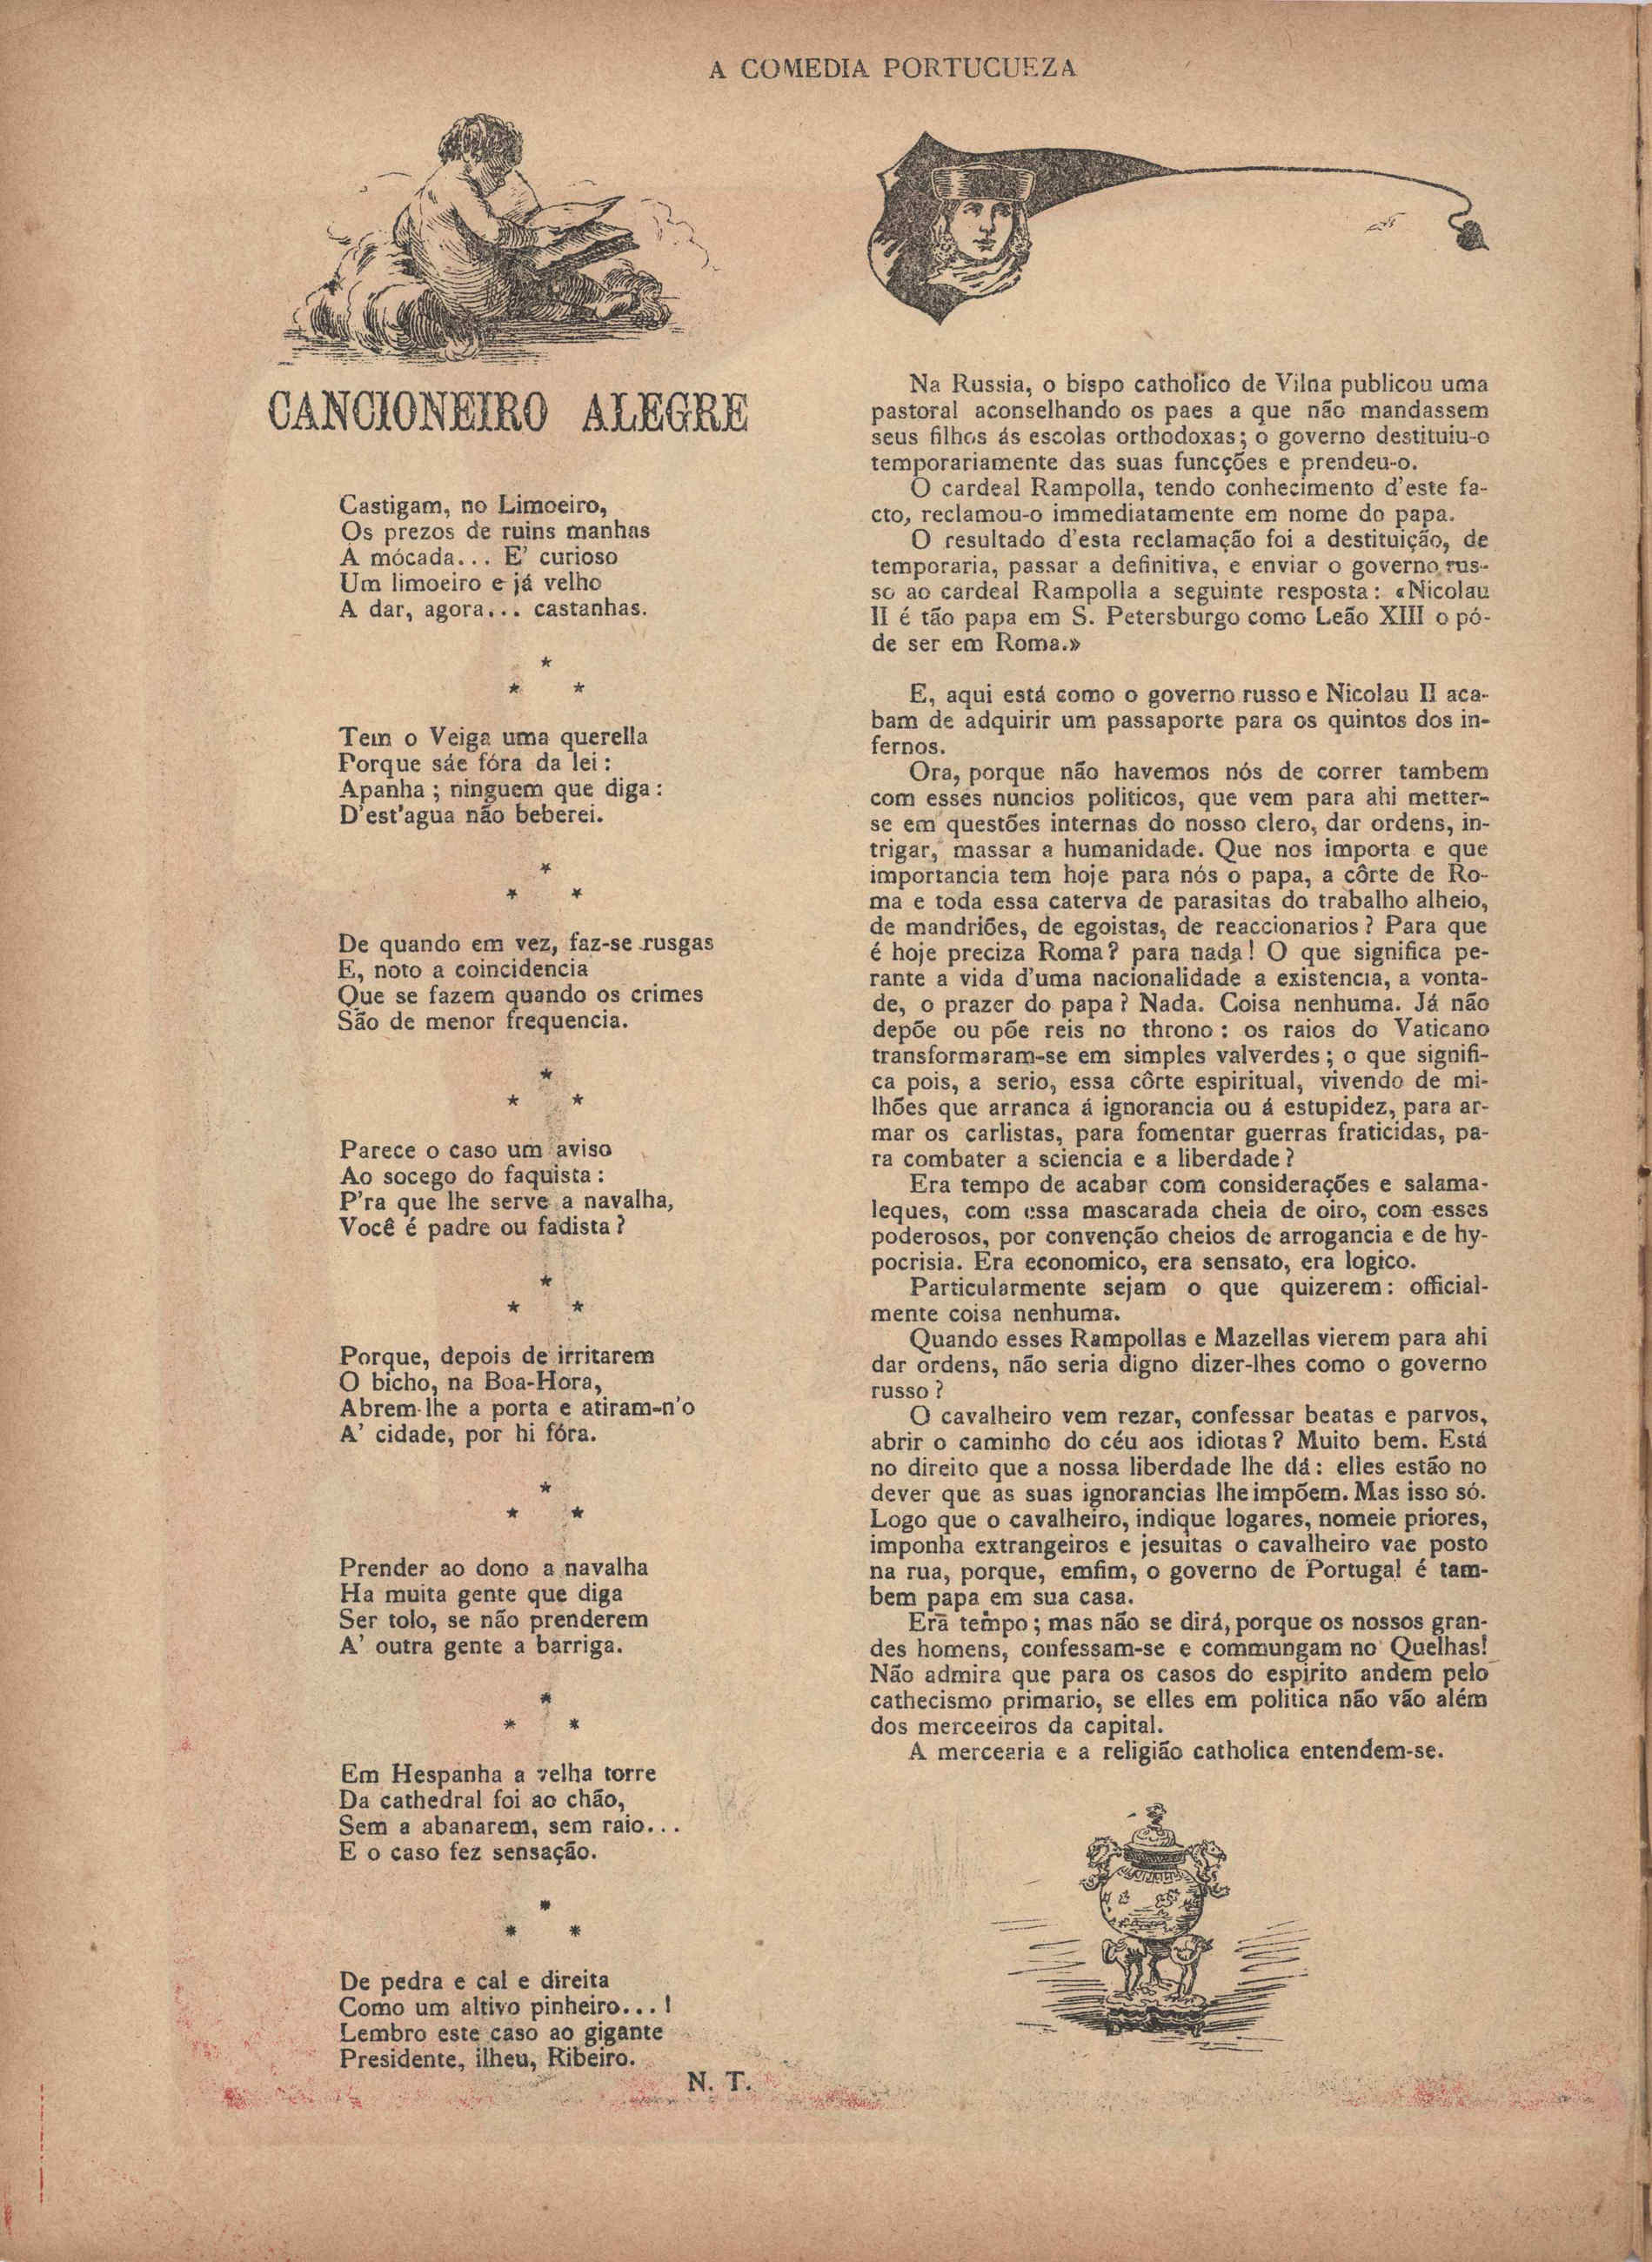 A COMEDIA PORTUGUEZA
CANCIONEIRO ALEGRE
Castigam, no Limoeiro,
Os prezos de ruins manhas
A mócada... E' curioso
Um limoeiro e já velho
A dar, agora... castanhas.
*
* *
Tem o Veiga uma querella
Porque sáe fóra da lei:
Apanha; ninguem que diga:
D'est'agua não beberei.
*
* *
De quando em vez, faz-se rusgas
E, noto a coincidencia
Que se fazem quando os crimes
São de menor frequencia.
*
* *
Parece o caso um aviso
Ao socego do faquista:
P'ra que lhe serve a navalha,
Você é padre ou fadista?
*
* *
Porque, depois de irritarem
O bicho, na Boa-Hora,
Abrem-lhe a porta e atiram-n'o
A' cidade, por hi fóra.
*
* *
Prender ao dono a navalha
Ha muita gente que diga
Ser tolo, se não prenderem
A' outra gente a barriga.
*
* *
Em Hespanha a velha torre
Da cathedral foi ao chão,
Sem a abanarem, sem raio...
E o caso fez sensação.
*
* *
De pedra e cal e direita
Como um altivo pinheiro...!
Lembro este caso ao gigante
Presidente, ilheu, Ribeiro.
N. T.
Na Russia, o bispo catholico de Vilna publicou uma
pastoral aconselhando os paes a que não mandassem
seus filhos ás escolas orthodoxas; o governo destituiu-o
temporariamente das suas funcções e prendeu-o.
O cardeal Rampolla, tendo conhecimento d'este fa-
cto, reclamou-o immediatamente em nome do papa.
O resultado d'esta reclamação foi a destituição, de
temporaria, passar a definitiva, e enviar o governo rus-
so ao cardeal Rampolla a seguinte resposta: «Nicolau
II é tão papa em S. Petersburgo como Leão XIII o pó-
de ser em Roma.»
E, aqui está como o governo russo e Nicolau II aca-
bam de adquirir um passaporte para os quintos dos in-
fernos.
Ora, porque não havemos nós de correr tambem
com esses nuncios politicos, que vem para ahi metter-
se em questões internas do nosso clero, dar ordens, in-
trigar, massar a humanidade. Que nos importa e que
importancia tem hoje para nós o papa, a côrte de Ro-
ma e toda essa caterva de parasitas do trabalho alheio,
de mandriões, de egoistas, de reaccionarios? Para que
é hoje preciza Roma? para nada! O que significa pe-
rante a vida d'uma nacionalidade a existencia, a vonta-
de, o prazer do papa? Nada. Coisa nenhuma. Já não
depõe ou põe reis no throno: os raios do Vaticano
transformaram-se em simples valverdes; o que signifi-
ca pois, a serio, essa côrte espiritual, vivendo de mi-
lhões que arranca á ignorancia ou á estupidez, para ar-
mar os carlistas, para fomentar guerras fraticidas, pa-
ra combater a sciencia e a liberdade?
Era tempo de acabar com considerações e salama-
leques, com essa mascarada cheia de oiro, com esses
poderosos, por convenção cheios de arrogancia e de hy-
pocrisia. Era economico, era sensato, era logico.
Particularmente sejam o que quizerem: official-
mente coisa nenhuma.
Quando esses Rampollas e Mazellas vierem para ahi
dar ordens, não seria digno dizer-lhes como o governo
russo?
O cavalheiro vem rezar, confessar beatas e parvos,
abrir o caminho do céu aos idiotas? Muito bem. Está
no direito que a nossa liberdade lhe dá: elles estão no
dever que as suas ignorancias lhe impõem. Mas isso só.
Logo que o cavalheiro, indique logares, nomeie priores,
imponha extrangeiros e jesuitas o cavalheiro vae posto
na rua, porque, emfim, o governo de Portugal é tam-
bem papa em sua casa.
Era tempo; mas não se dirá, porque os nossos gran-
des homens, confessam-se e commungam no Quelhas!
Não admira que para os casos do espirito andem pelo
cathecismo primario, se elles em politica não vão além
dos merceeiros da capital.
A mercearia e a religião catholica entendem-se.